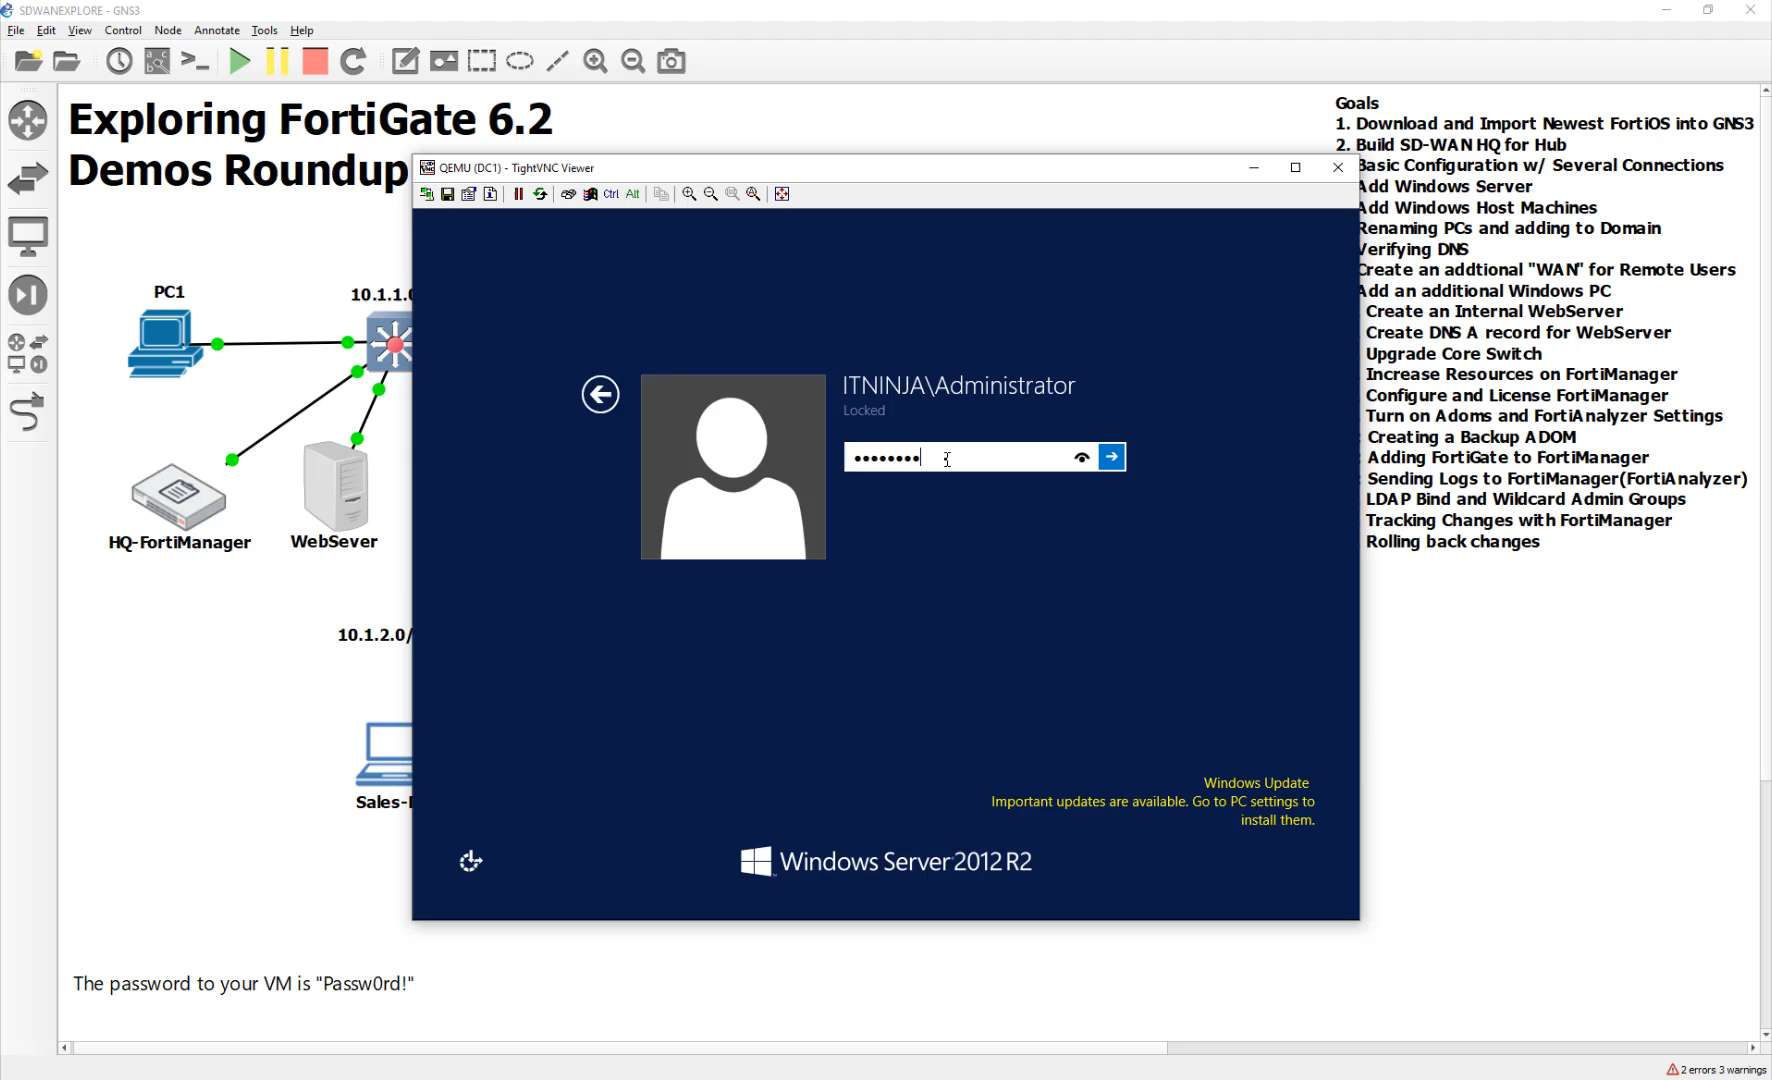 SDWANEXPLORE - GNS3
File Edit View Control Node Annotate Tools Help
Exploring FortiGate 6.2
Demos Roundup
Goals
1. Download and Import Newest FortiOS into GNS3
2. Build SD-WAN HQ for Hub
Basic Configuration w/ Several Connections
Add Windows Server
Add Windows Host Machines
Renaming PCs and adding to Domain
Verifying DNS
Create an addtional "WAN" for Remote Users
Add an additional Windows PC
Create an Internal WebServer
Create DNS A record for WebServer
Upgrade Core Switch
Increase Resources on FortiManager
Configure and License FortiManager
Turn on Adoms and FortiAnalyzer Settings
Creating a Backup ADOM
Adding FortiGate to FortiManager
Sending Logs to FortiManager(FortiAnalyzer)
LDAP Bind and Wildcard Admin Groups
Tracking Changes with FortiManager
Rolling back changes
QEMU (DC1) - TightVNC Viewer
Ctrl Alt
PC1
10.1.1.0
HQ-FortiManager
WebSever
10.1.2.0/
Sales-
ITNINJA\Administrator
Locked
Windows Update
Important updates are available. Go to PC settings to
install them.
Windows Server 2012 R2
The password to your VM is "Passw0rd!"
2 errors 3 warnings